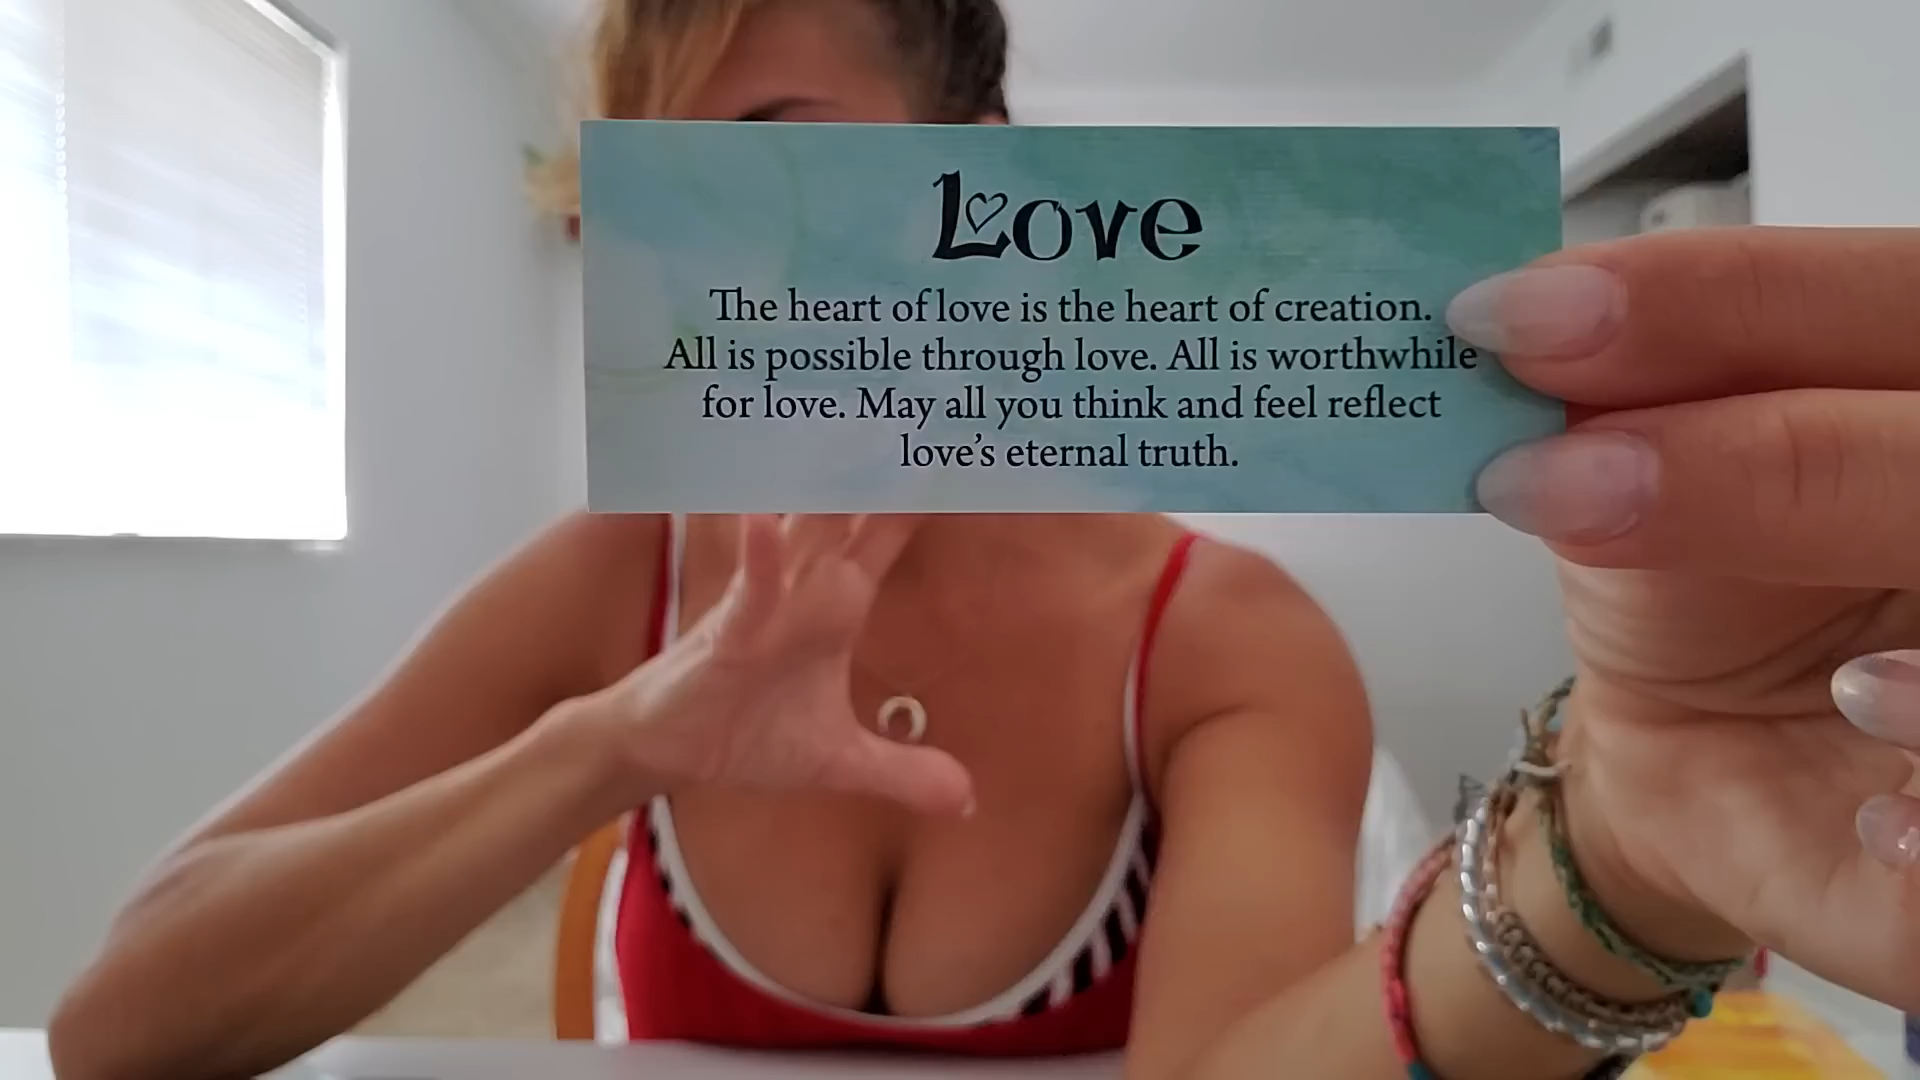 Love
The heart of love is the heart of creation.
All is possible through love. All is worthwhile
for love. May all you think and feel reflect
love’s eternal truth.